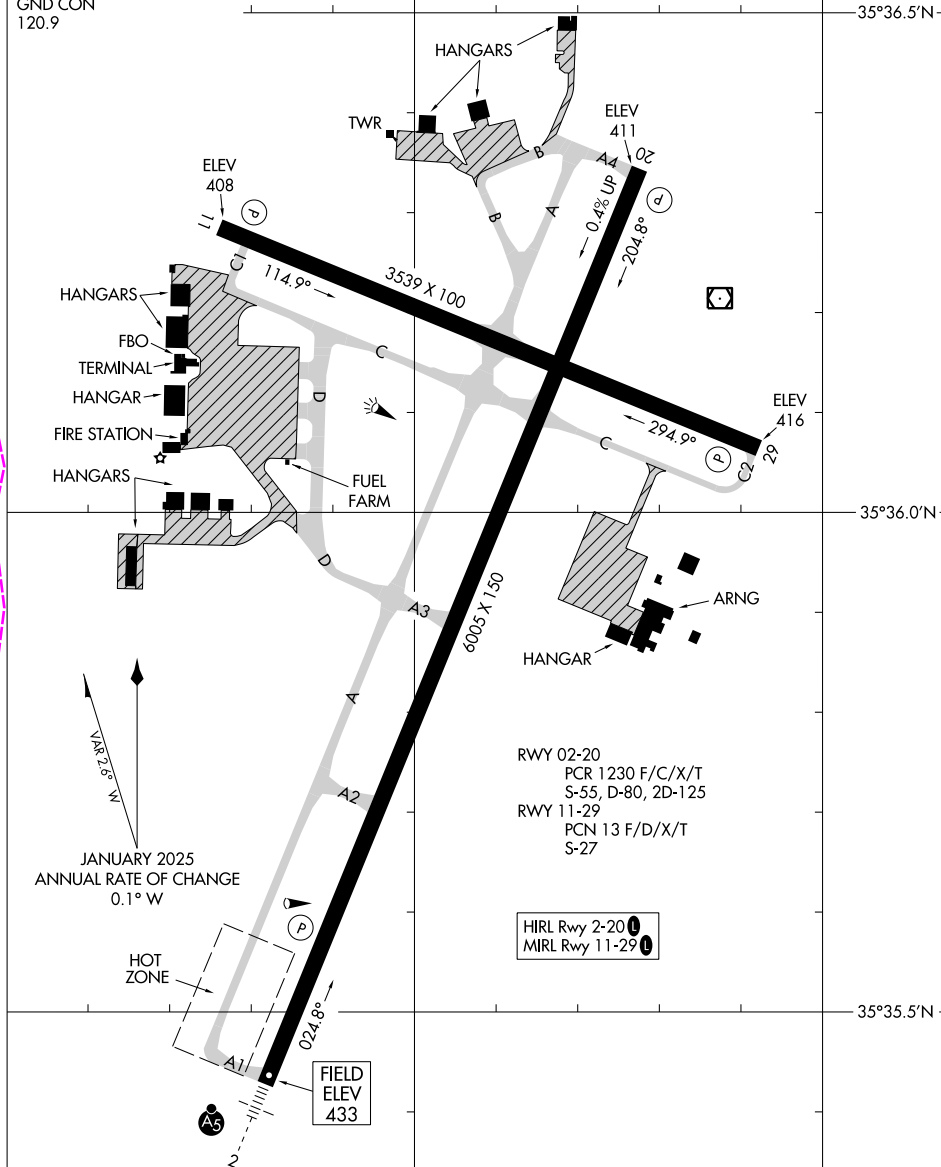 GND CON
120.9
35°36.5'N
HANGARS
ELEV
411
TWR
20
B
A4
ELEV
408
0.4% UP
P
A
B
P
204.8°
11
C1
114.9°
3539 X 100
HANGARS
FBO
C
TERMINAL
D
HANGAR
ELEV
416
294.9°
FIRE STATION
C
P
29
C2
HANGARS
FUEL
FARM
35°36.0'N
D
6005 X 150
ARNG
A3
HANGAR
A
VAR 2.6° W
RWY 02-20
PCR 1230 F/C/X/T
S-55, D-80, 2D-125
RWY 11-29
PCN 13 F/D/X/T
S-27
A2
JANUARY 2025
ANNUAL RATE OF CHANGE
0.1° W
P
HIRL Rwy 2-20 L
MIRL Rwy 11-29 L
HOT
ZONE
35°35.5'N
024.8°
A1
FIELD
ELEV
433
A5
2